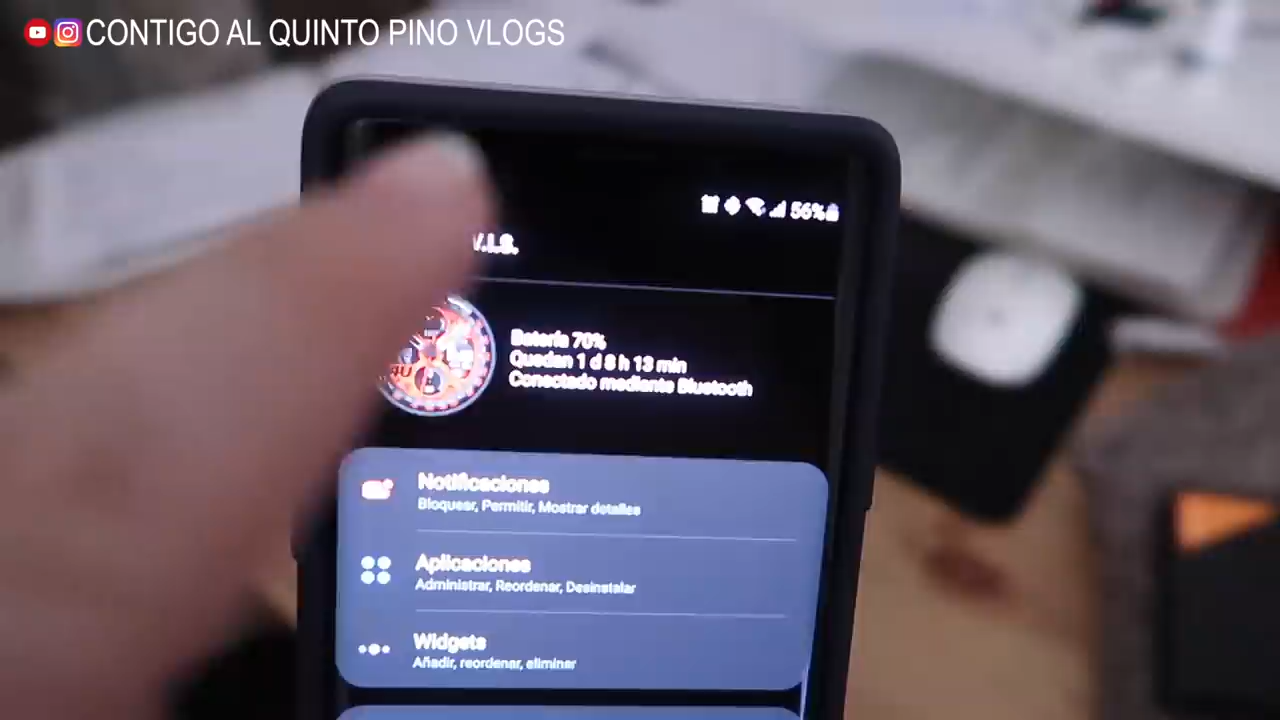 CONTIGO AL QUINTO PINO VLOGS
56%
V.I.S.
Batería 70%
Quedan 1 d 8 h 13 min
Conectado mediante Bluetooth
4U
Notificaciones
Bloquear, Permitir, Mostrar detalles
Aplicaciones
Administrar, Reordenar, Desinstalar
Widgets
Añadir, reordenar, eliminar